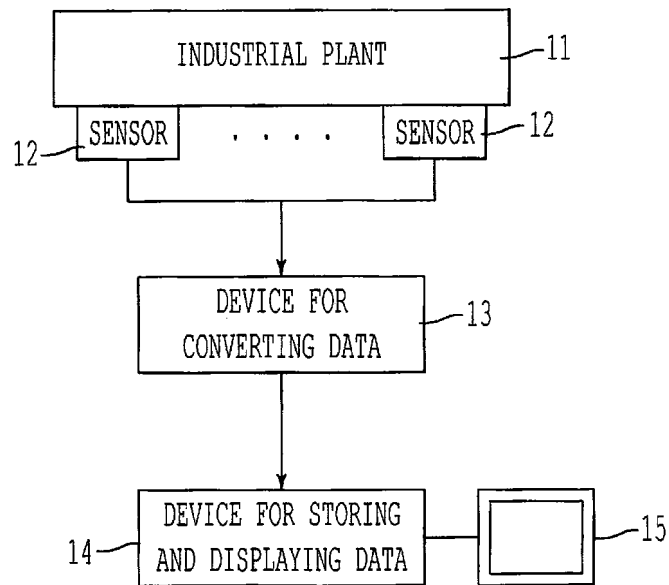 INDUSTRIAL PLANT
11
12
SENSOR
. . . .
SENSOR
12
DEVICE FOR
CONVERTING DATA
13
14
DEVICE FOR STORING
AND DISPLAYING DATA
15